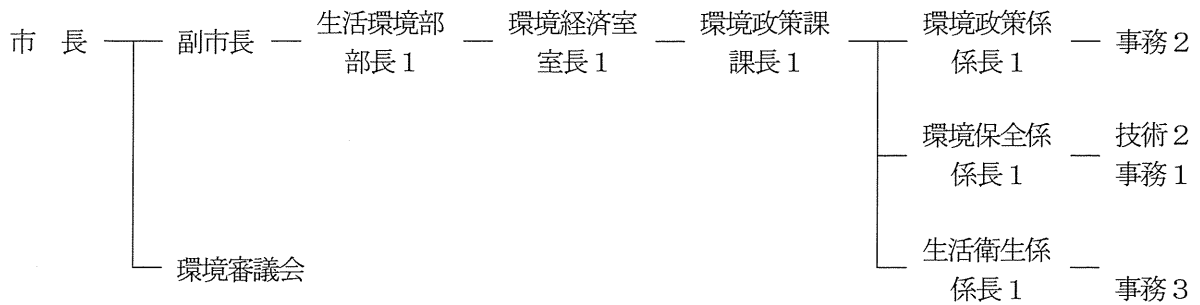 市　長　副市長　生活環境部　環境経済室　環境政策課　環境政策係　事務２
部長１　室長１　課長１　係長１
環境保全係　技術２
係長１　事務１
環境審議会　生活衛生係
係長１　事務３